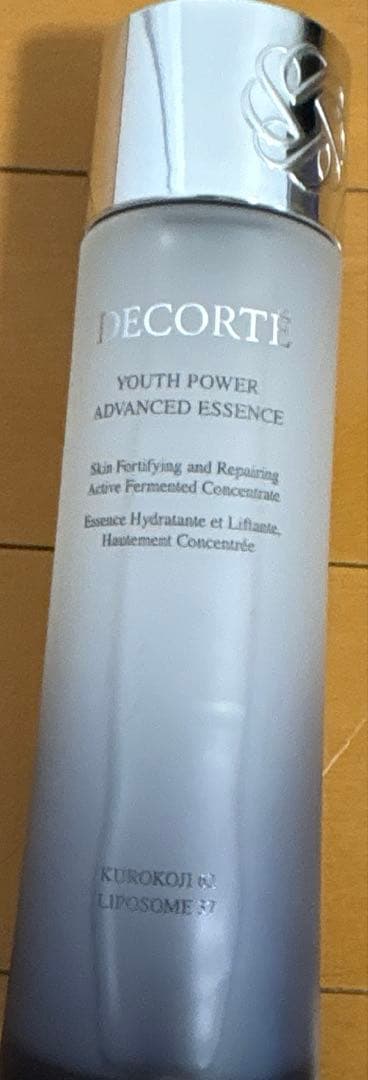 DECORTÉ
YOUTH POWER
ADVANCED ESSENCE
Skin Fortifying and Repairing
Active Fermented Concentrate
Essence Hydratante et Liftante,
Hautement Concentrée
KUROKOJI 62
LIPOSOME 37